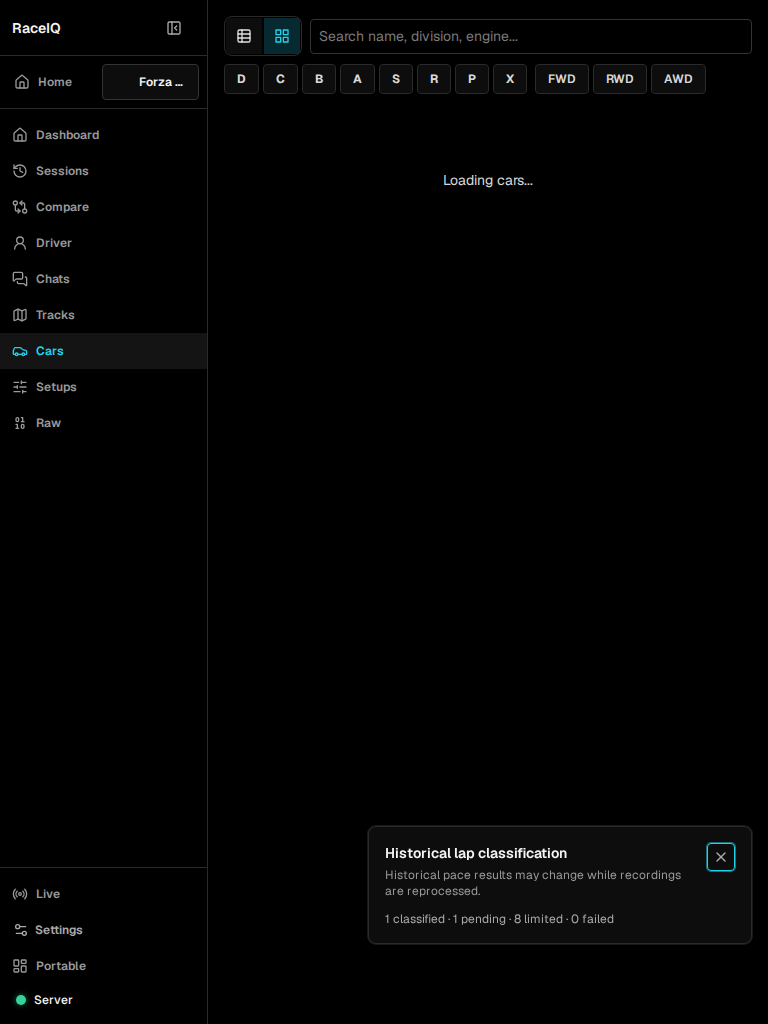 RaceIQ
Home
Forza ...
Dashboard
Sessions
Compare
Driver
Chats
Tracks
Cars
Setups
Raw
Live
Settings
Portable
Server
Search name, division, engine...
D C B A S R P X FWD RWD AWD
Loading cars...
Historical lap classification
Historical pace results may change while recordings
are reprocessed.
1 classified · 1 pending · 8 limited · 0 failed